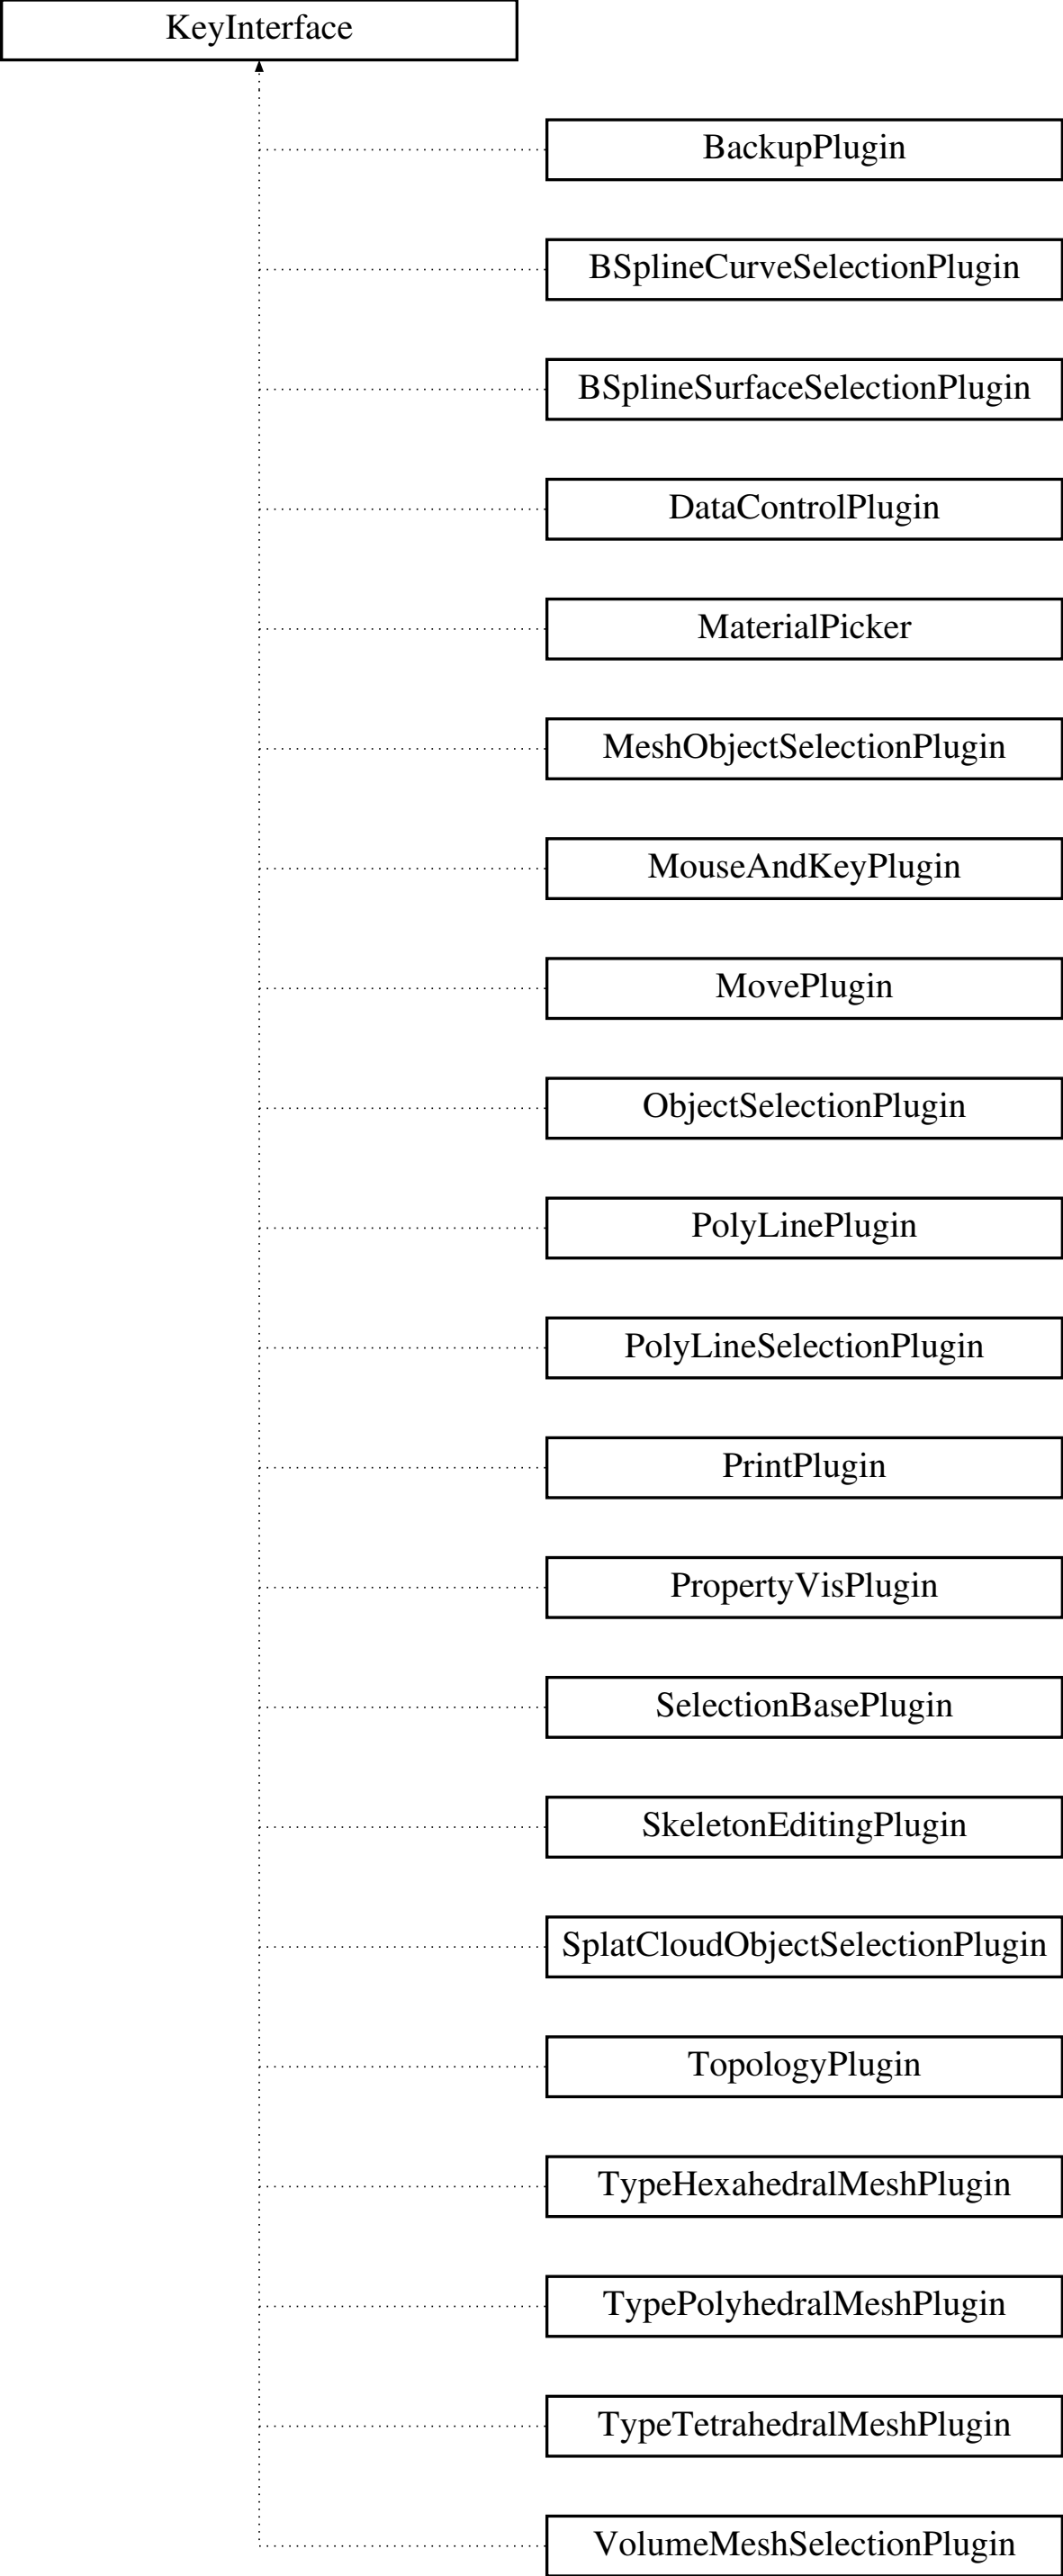 KeyInterface
BackupPlugin
BSplineCurveSelectionPlugin
BSplineSurfaceSelectionPlugin
DataControlPlugin
MaterialPicker
MeshObjectSelectionPlugin
MouseAndKeyPlugin
MovePlugin
ObjectSelectionPlugin
PolyLinePlugin
PolyLineSelectionPlugin
PrintPlugin
PropertyVisPlugin
SelectionBasePlugin
SkeletonEditingPlugin
SplatCloudObjectSelectionPlugin
TopologyPlugin
TypeHexahedralMeshPlugin
TypePolyhedralMeshPlugin
TypeTetrahedralMeshPlugin
VolumeMeshSelectionPlugin